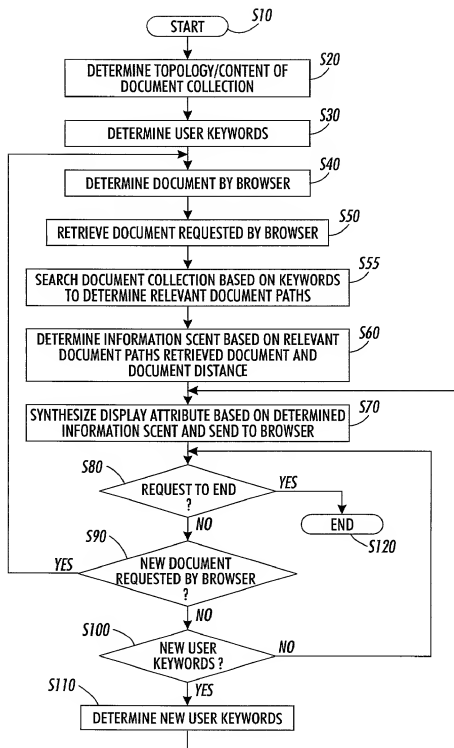 S10
START
S20
DETERMINE TOPOLOGY/CONTENT OF
DOCUMENT COLLECTION
S30
DETERMINE USER KEYWORDS
S40
DETERMINE DOCUMENT BY BROWSER
S50
RETRIEVE DOCUMENT REQUESTED BY BROWSER
S55
SEARCH DOCUMENT COLLECTION BASED ON KEYWORDS
TO DETERMINE RELEVANT DOCUMENT PATHS
S60
DETERMINE INFORMATION SCENT BASED ON RELEVANT
DOCUMENT PATHS RETRIEVED DOCUMENT AND
DOCUMENT DISTANCE
S70
SYNTHESIZE DISPLAY ATTRIBUTE BASED ON DETERMINED
INFORMATION SCENT AND SEND TO BROWSER
S80
REQUEST TO END
?
YES
NO
END
S120
S90
NEW DOCUMENT
REQUESTED BY BROWSER
?
YES
NO
S100
NEW USER
KEYWORDS ?
NO
YES
S110
DETERMINE NEW USER KEYWORDS